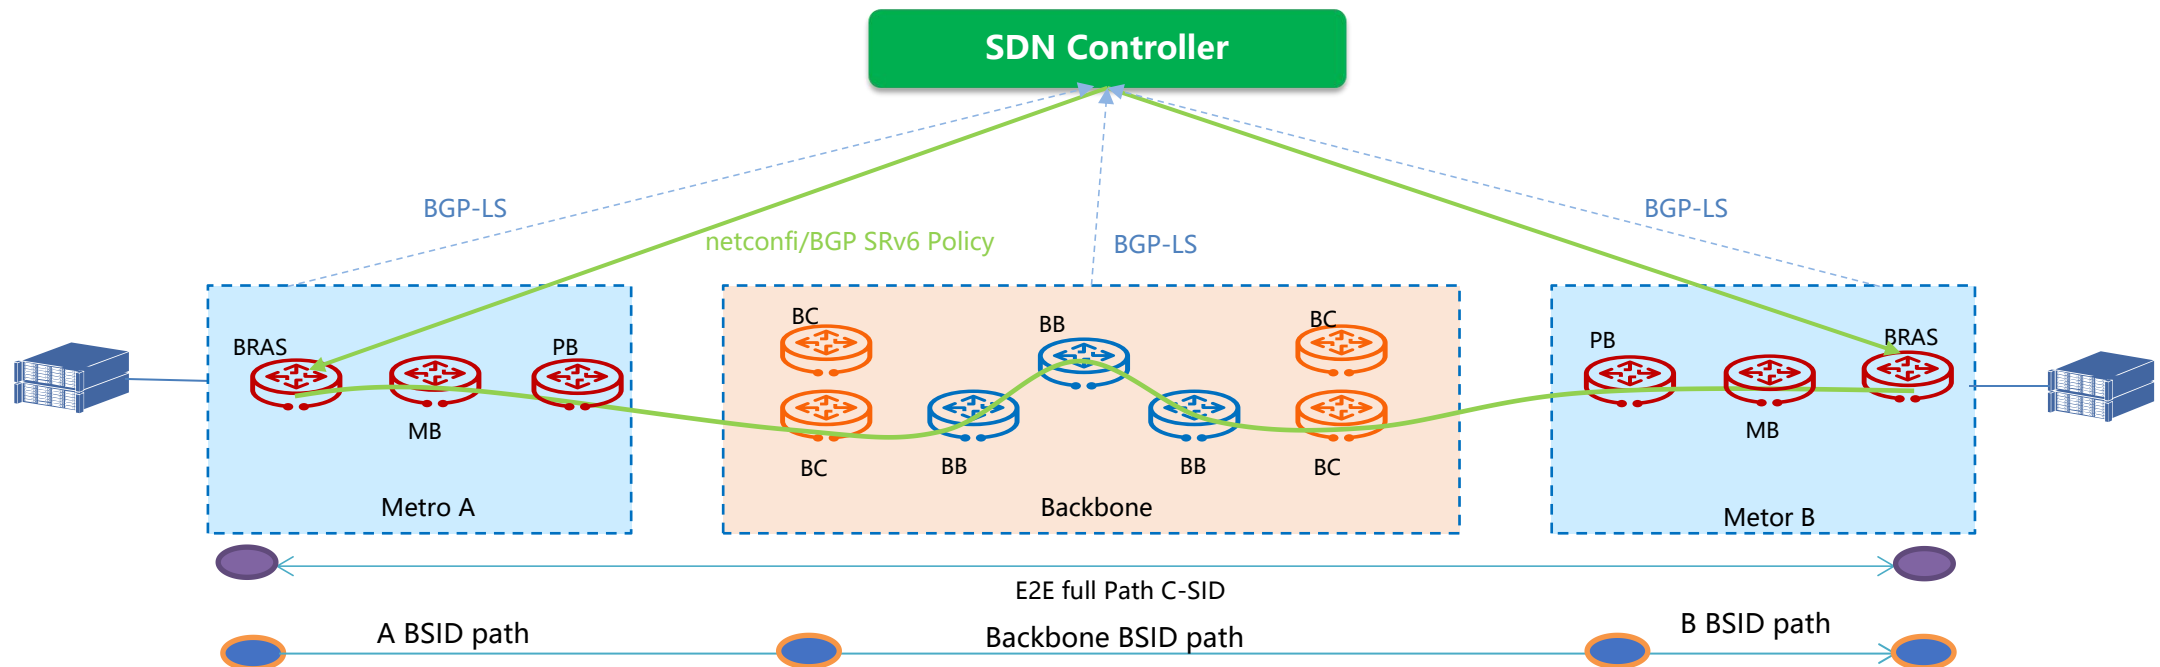 SDN Controller
BGP-LS
BGP-LS
netconfi/BGP SRv6 Policy
BGP-LS
BC
BB
BC
BRAS
PB
PB
BRAS
MB
MB
BC
BB
BB
BC
Metro A
Backbone
Metor B
E2E full Path C-SID
A BSID path
Backbone BSID path
B BSID path